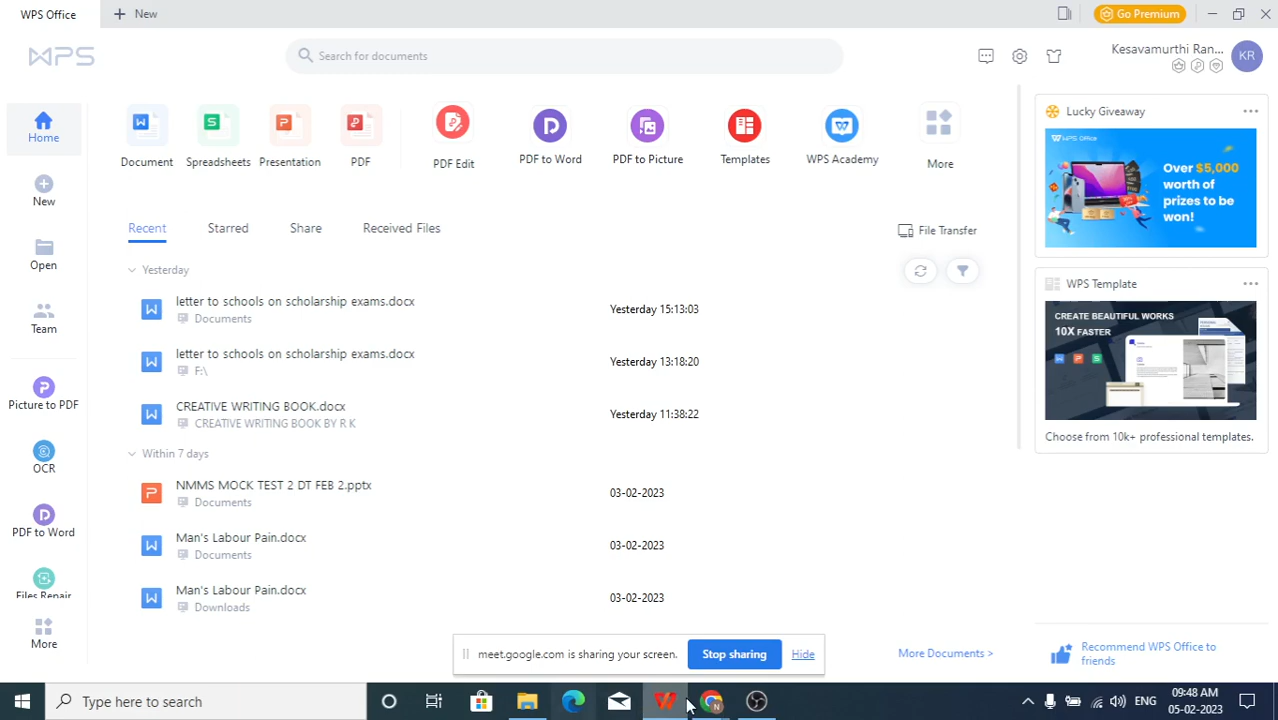 WPS Office
New
Go Premium
WPS
Search for documents
Kesavamurthi Ran...
KR
Home
New
Open
Team
Picture to PDF
OCR
PDF to Word
Files Repair
More
Document
Spreadsheets
Presentation
PDF
PDF Edit
PDF to Word
PDF to Picture
Templates
WPS Academy
More
Recent
Starred
Share
Received Files
File Transfer
Yesterday
letter to schools on scholarship exams.docx
Documents
Yesterday 15:13:03
letter to schools on scholarship exams.docx
F:\
Yesterday 13:18:20
CREATIVE WRITING BOOK.docx
CREATIVE WRITING BOOK BY R K
Yesterday 11:38:22
Within 7 days
NMMS MOCK TEST 2 DT FEB 2.pptx
Documents
03-02-2023
Man's Labour Pain.docx
Documents
03-02-2023
Man's Labour Pain.docx
Downloads
03-02-2023
Lucky Giveaway
WPS Office
Over $5,000
worth of
prizes to be
won!
WPS Template
CREATE BEAUTIFUL WORKS
10X FASTER
Choose from 10k+ professional templates.
meet.google.com is sharing your screen.
Stop sharing
Hide
More Documents >
Recommend WPS Office to
friends
Type here to search
ENG
09:48 AM
05-02-2023